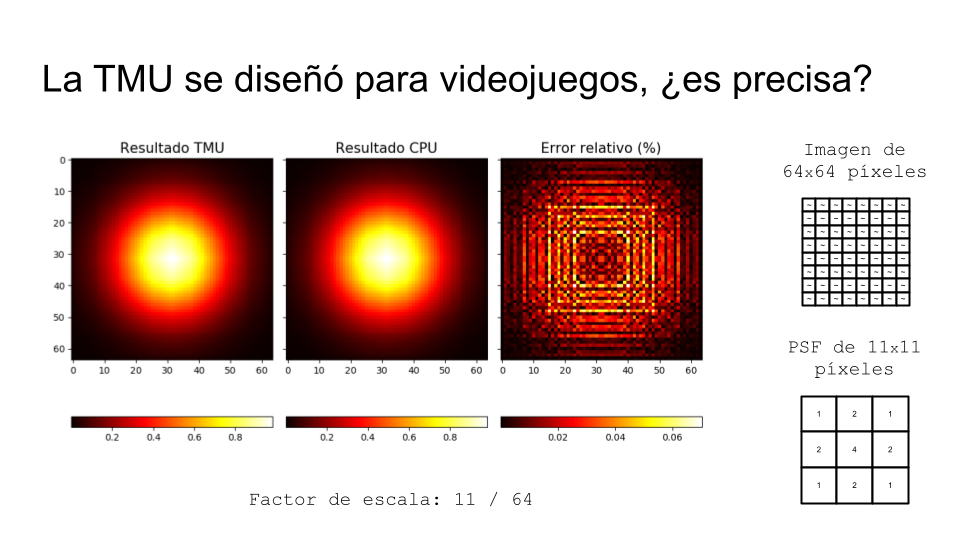 La TMU se diseñó para videojuegos, ¿es precisa?
Resultado TMU
Resultado CPU
Error relativo (%)
0
10
20
30
40
50
60
0 10 20 30 40 50 60
0 10 20 30 40 50 60
0 10 20 30 40 50 60
0.2 0.4 0.6 0.8
0.2 0.4 0.6 0.8
0.02 0.04 0.06
Factor de escala: 11 / 64
Imagen de
64x64 píxeles
~ ~ ~ ~ ~ ~ ~ ~
~ ~ ~ ~ ~ ~ ~ ~
~ ~ ~ ~ ~ ~ ~ ~
~ ~ ~ ~ ~ ~ ~ ~
~ ~ ~ ~ ~ ~ ~ ~
~ ~ ~ ~ ~ ~ ~ ~
~ ~ ~ ~ ~ ~ ~ ~
~ ~ ~ ~ ~ ~ ~ ~
PSF de 11x11
píxeles
1 2 1
2 4 2
1 2 1